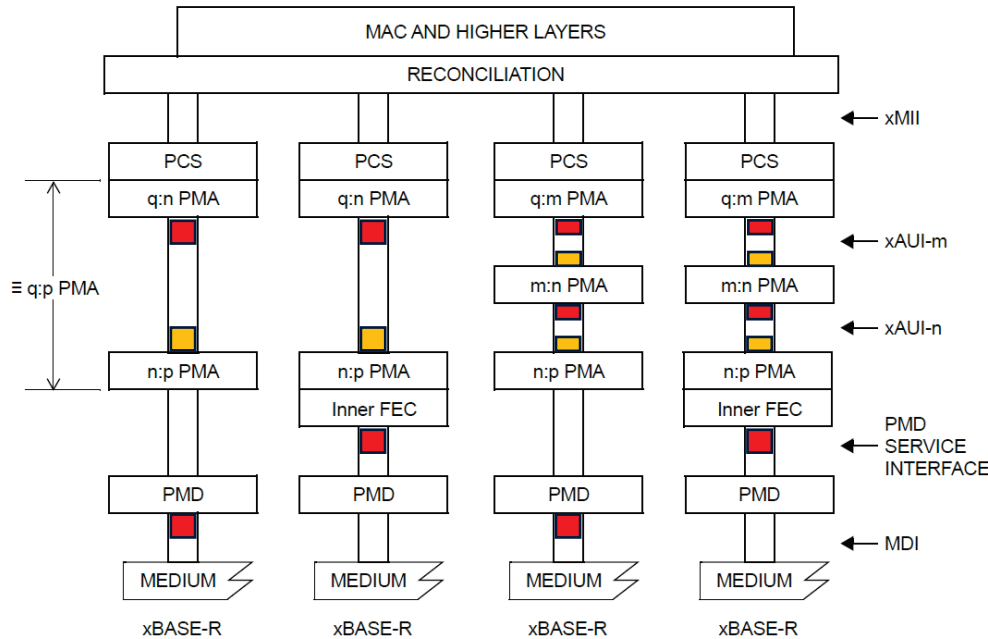 MAC AND HIGHER LAYERS
RECONCILIATION
xMII
PCS PCS PCS PCS
q:n PMA q:n PMA q:m PMA q:m PMA
xAUI-m
≡ q:p PMA
m:n PMA m:n PMA
xAUI-n
n:p PMA n:p PMA n:p PMA n:p PMA
Inner FEC Inner FEC
PMD
SERVICE
INTERFACE
PMD PMD PMD PMD
MDI
MEDIUM MEDIUM MEDIUM MEDIUM
xBASE-R xBASE-R xBASE-R xBASE-R